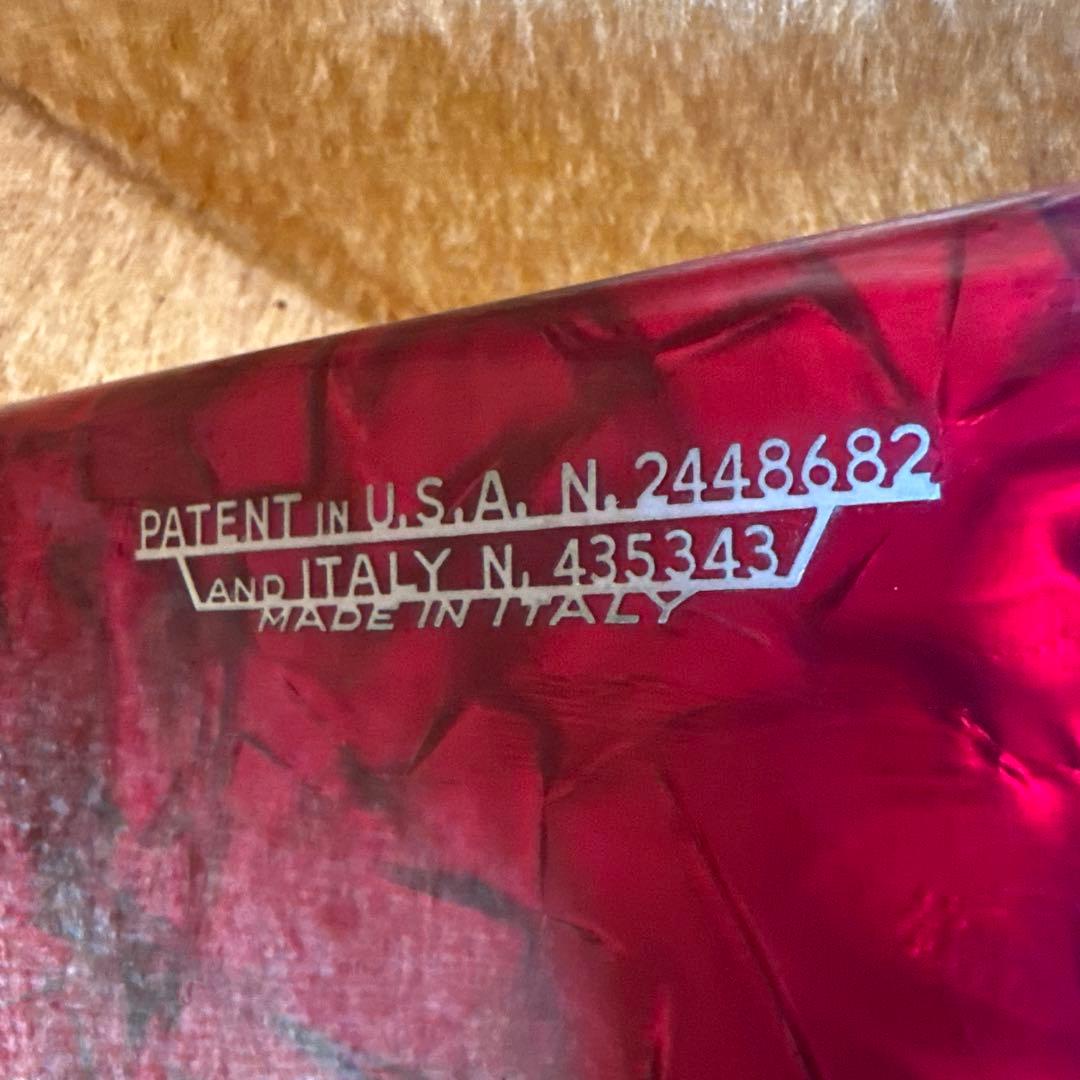 PATENT IN U.S.A. N. 2448682
AND ITALY N. 435343
MADE IN ITALY